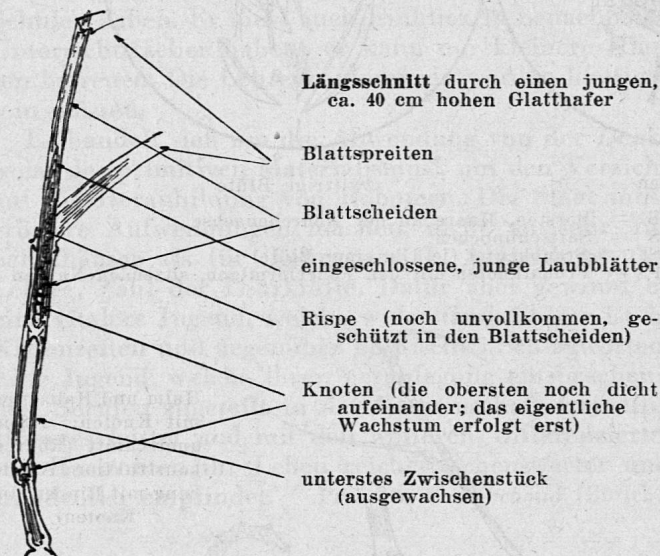 Längsschnitt durch einen jungen,
ca. 40 cm hohen Glatthafer
Blattspreiten
Blattscheiden
eingeschlossene, junge Laubblätter
Rispe (noch unvollkommen, ge-
schützt in den Blattscheiden)
Knoten (die obersten noch dicht
aufeinander; das eigentliche
Wachstum erfolgt erst)
unterstes Zwischenstück
(ausgewachsen)